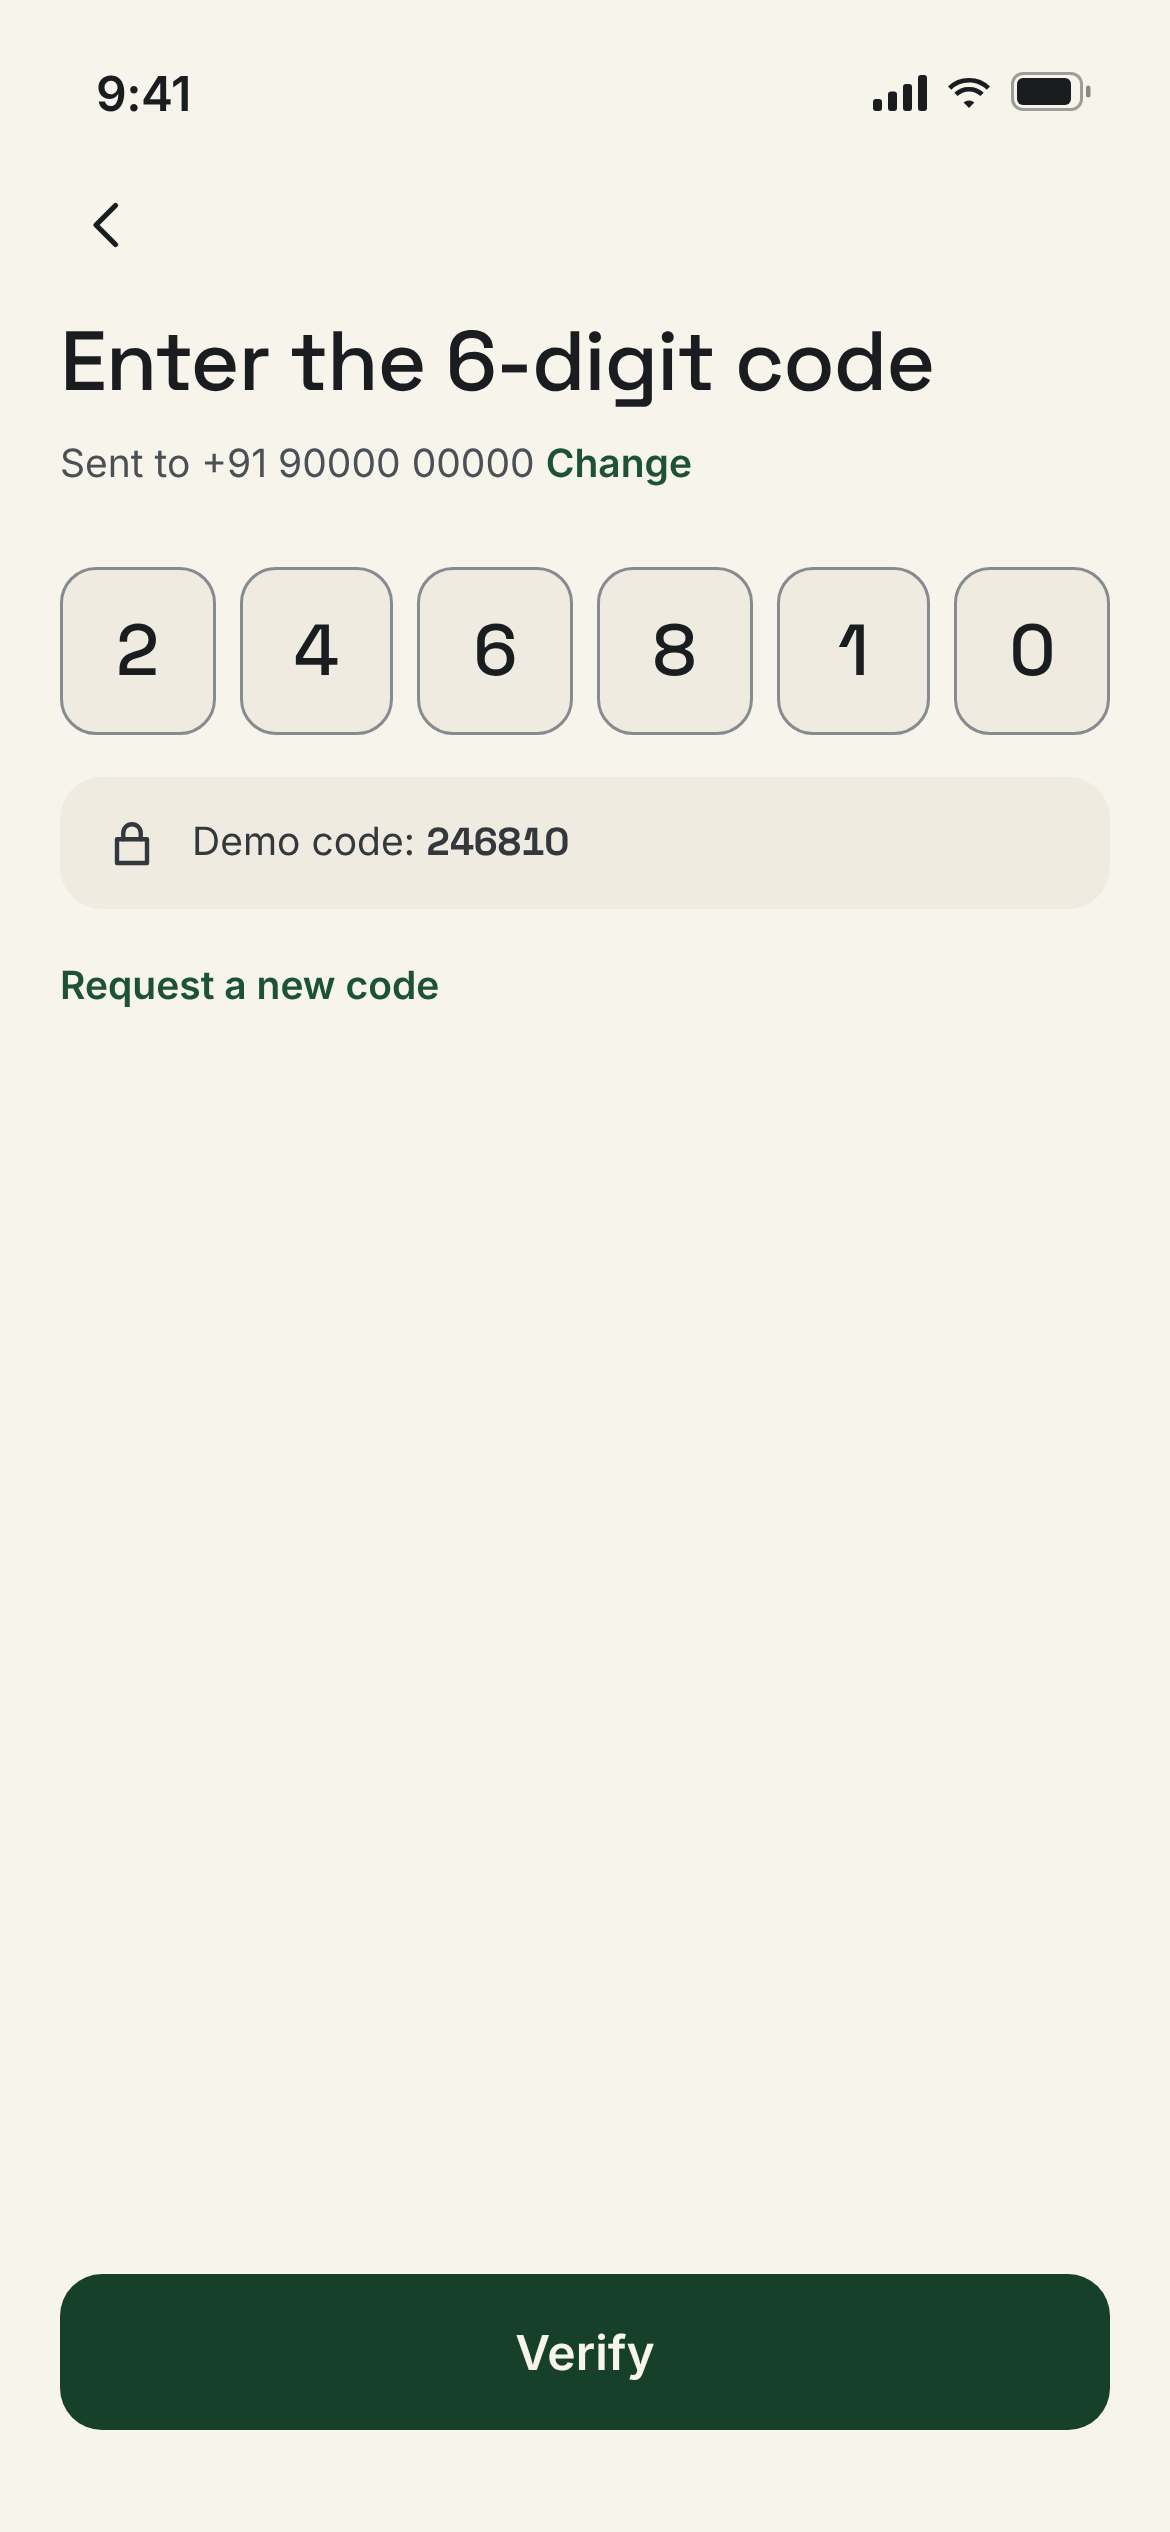 9:41
Enter the 6-digit code
Sent to +91 90000 00000 Change
2 4 6 8 1 0
Demo code: 246810
Request a new code
Verify